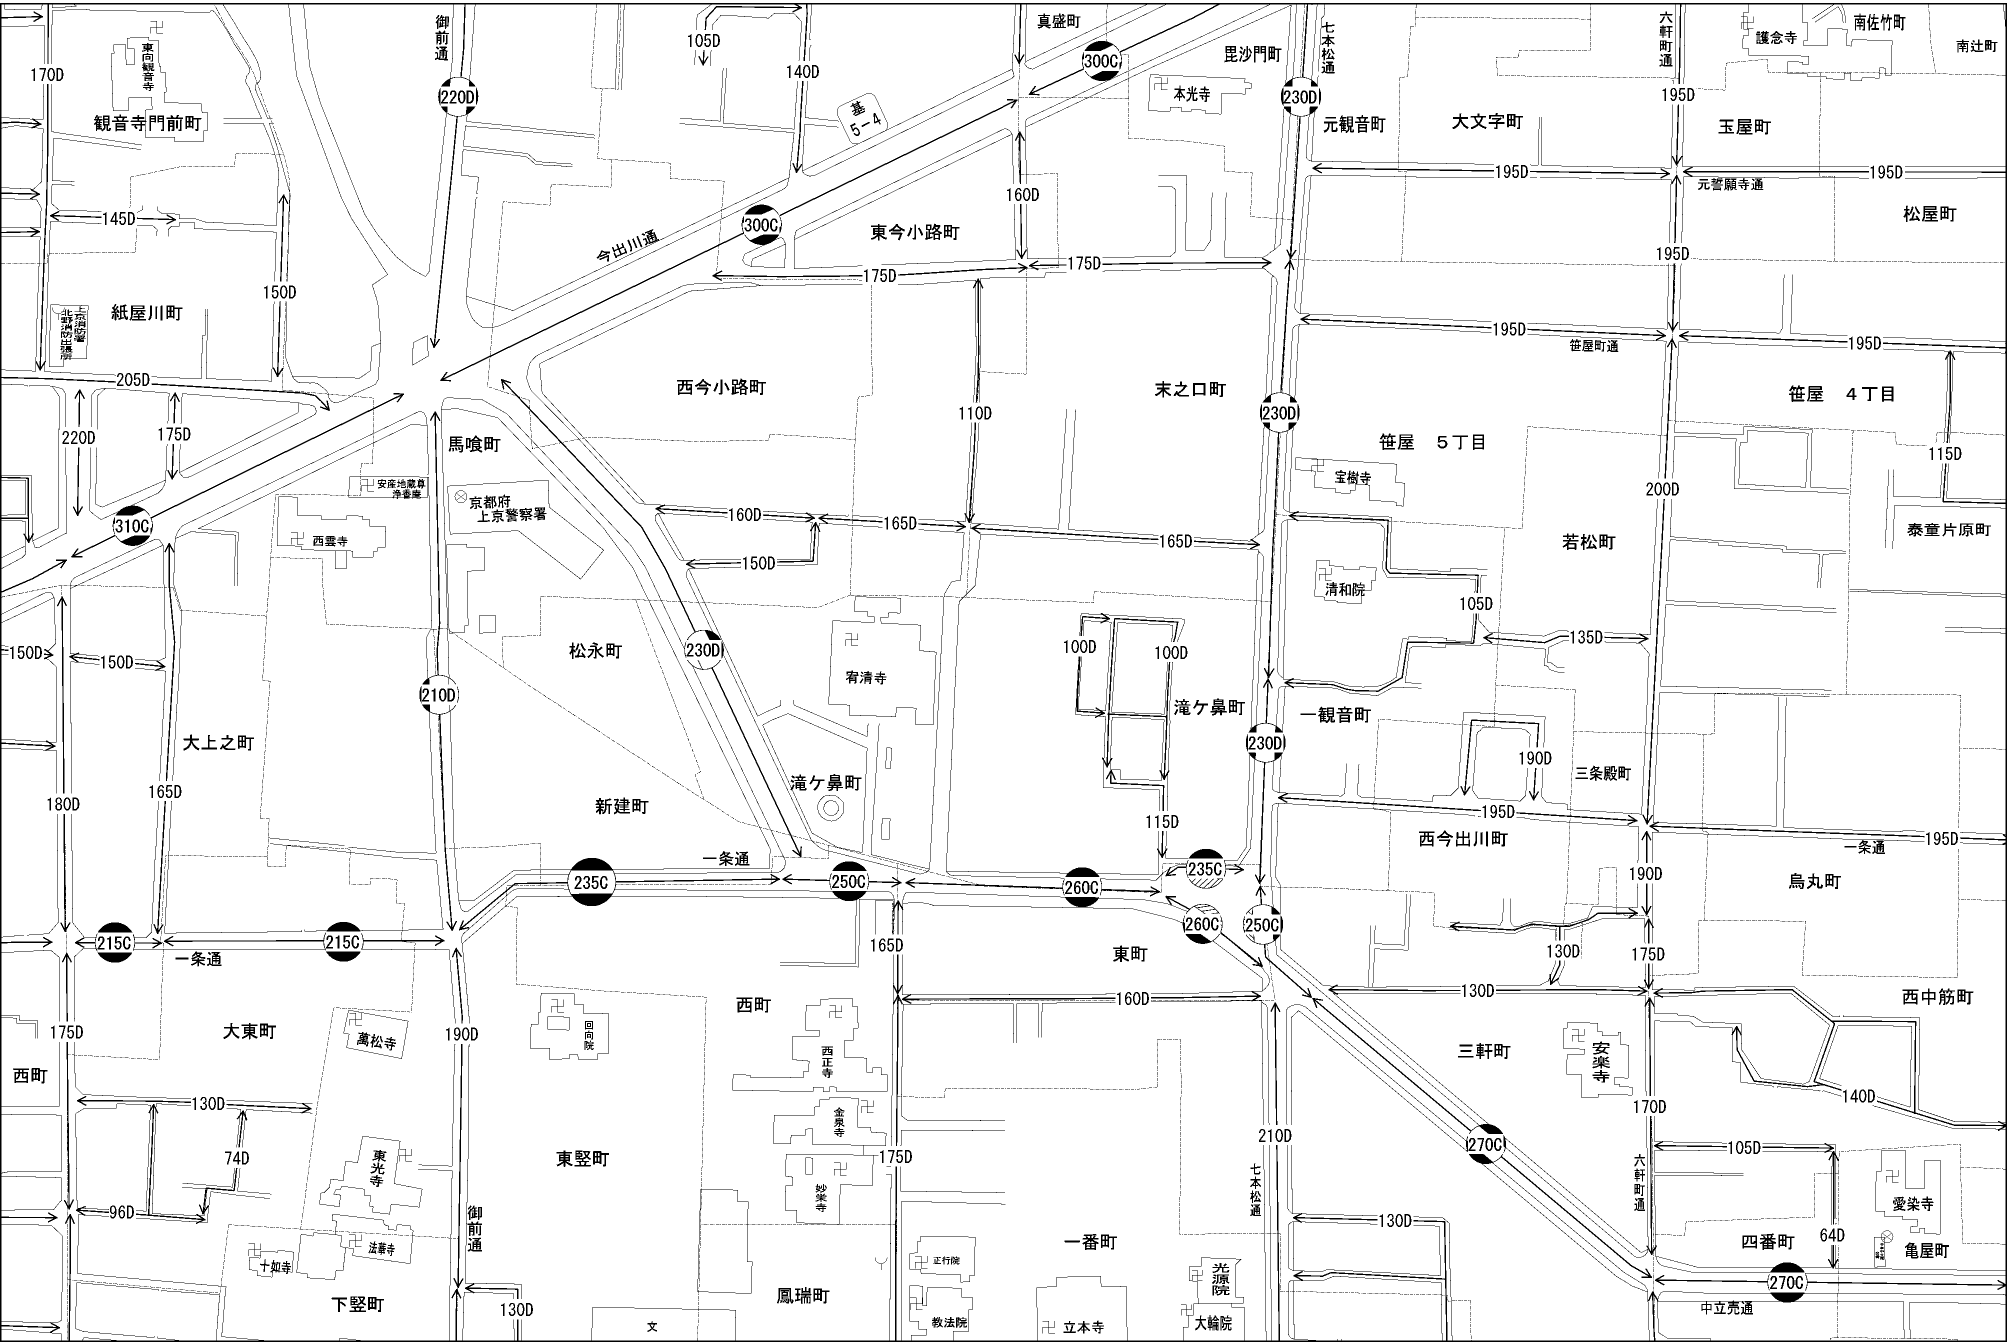 御前通
真盛町
七本松通
六軒町通
南佐竹町
護念寺
南辻町
東向観音寺
105D
170D
140D
300C
毘沙門町
本光寺
220D
230D
195D
基
5-4
観音寺門前町
元観音町
大文字町
玉屋町
195D
195D
元誓願寺通
160D
145D
300C
今出川通
東今小路町
松屋町
195D
175D
175D
150D
紙屋川町
上京消防署
北野消防出張所
195D
笹屋町通
195D
205D
西今小路町
末之口町
笹屋 4丁目
110D
230D
220D
175D
馬喰町
笹屋 5丁目
115D
安産地蔵尊
浄香庵
宝樹寺
200D
京都府
上京警察署
310C
160D
165D
165D
泰童片原町
西雲寺
若松町
150D
清和院
105D
135D
150D
150D
松永町
230D
100D
100D
宥清寺
210D
滝ケ鼻町
一観音町
大上之町
230D
190D
三条殿町
滝ケ鼻町
180D
165D
新建町
115D
195D
西今出川町
195D
一条通
一条通
235C
250C
260C
235C
190D
烏丸町
260C
250C
215C
215C
一条通
165D
東町
130D
175D
130D
160D
西中筋町
西町
175D
大東町
萬松寺
190D
回向院
西正寺
三軒町
安楽寺
西町
130D
金泉寺
170D
140D
74D
東光寺
東竪町
175D
210D
270C
105D
七本松通
六軒町通
96D
御前通
愛染寺
130D
64D
十如寺
法華寺
一番町
四番町
亀屋町
正行院
光源院
270C
下竪町
130D
鳳瑞町
中立売通
文
教法院
立本寺
大輪院